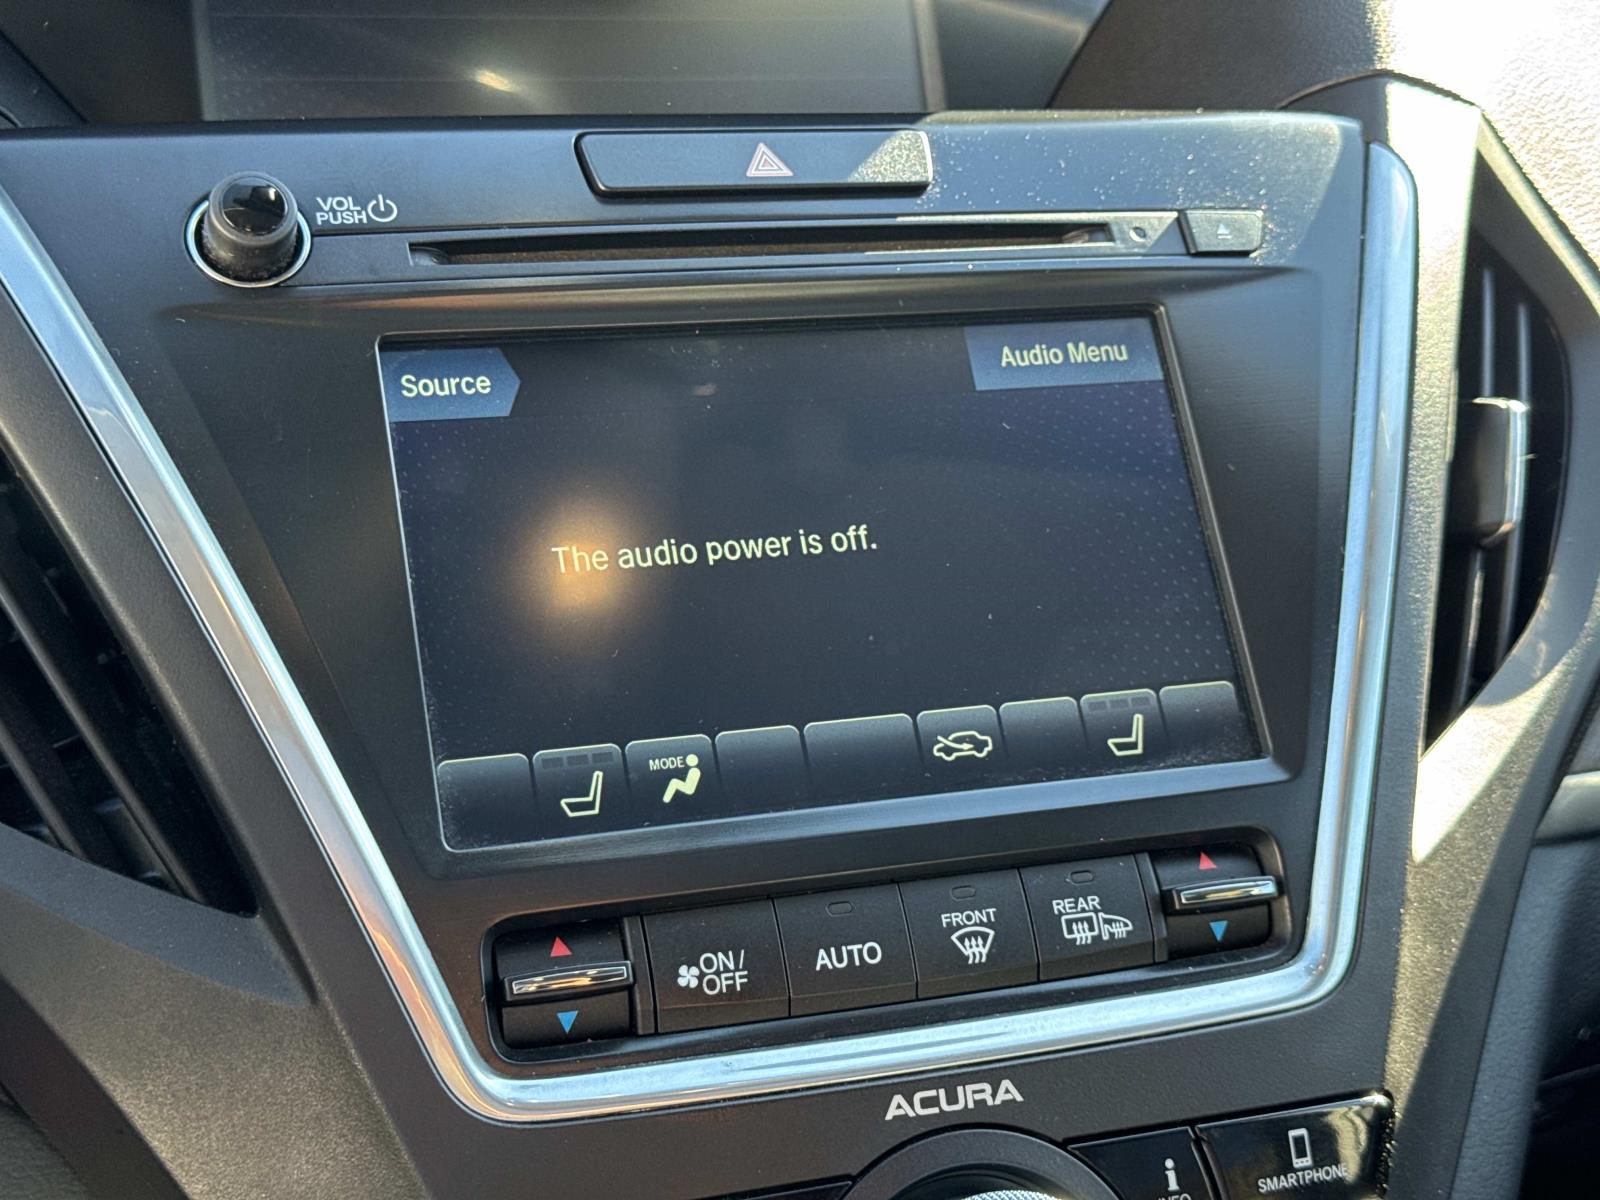 VOL
PUSH
Source
Audio Menu
The audio power is off.
MODE
ON/
OFF
AUTO
FRONT
REAR
ACURA
SMARTPHONE